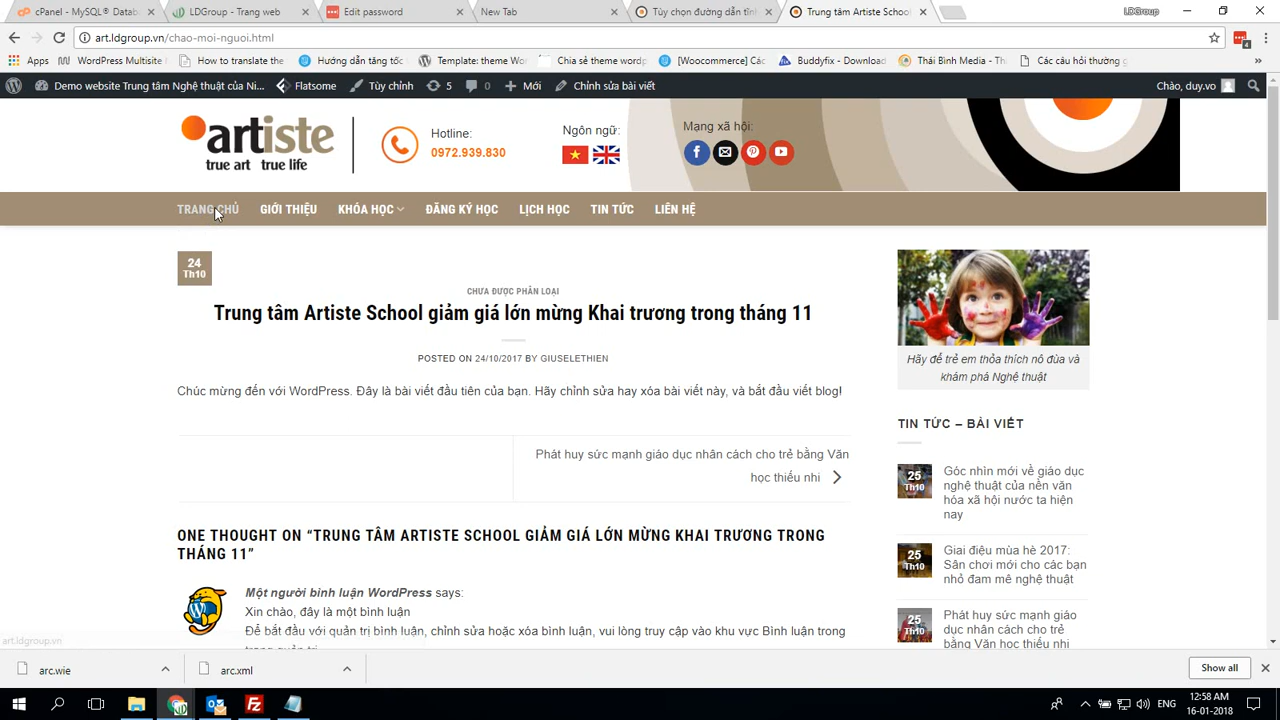 cPanel - MySQL® Datab
LDGroup - Trang web
Edit password
New Tab
Tùy chọn đường dẫn tĩnh
Trung tâm Artiste School
LDGroup
art.ldgroup.vn/chao-moi-nguoi.html
4
Apps
WordPress Multisite
How to translate the
Hướng dẫn tăng tốc
Template: theme Wor
Chia sẻ theme wordp
[Woocommerce] Các
Buddyfix - Download
Thái Bình Media - Th
Các câu hỏi thường g
Demo website Trung tâm Nghệ thuật của Ni...
Flatsome
Tùy chỉnh
5
0
Mới
Chỉnh sửa bài viết
Chào, duy.vo
artiste
true art true life
Hotline:
0972.939.830
Ngôn ngữ:
Mạng xã hội:
TRANG CHỦ
GIỚI THIỆU
KHÓA HỌC
ĐĂNG KÝ HỌC
LỊCH HỌC
TIN TỨC
LIÊN HỆ
24
Th10
CHƯA ĐƯỢC PHÂN LOẠI
Trung tâm Artiste School giảm giá lớn mừng Khai trương trong tháng 11
POSTED ON 24/10/2017 BY GIUSELETHIEN
Chúc mừng đến với WordPress. Đây là bài viết đầu tiên của bạn. Hãy chỉnh sửa hay xóa bài viết này, và bắt đầu viết blog!
Phát huy sức mạnh giáo dục nhân cách cho trẻ bằng Văn
học thiếu nhi
ONE THOUGHT ON “TRUNG TÂM ARTISTE SCHOOL GIẢM GIÁ LỚN MỪNG KHAI TRƯƠNG TRONG
THÁNG 11”
Một người bình luận WordPress says:
Xin chào, đây là một bình luận
Để bắt đầu với quản trị bình luận, chỉnh sửa hoặc xóa bình luận, vui lòng truy cập vào khu vực Bình luận trong
trang quản trị.
Hãy để trẻ em thỏa thích nô đùa và
khám phá Nghệ thuật
TIN TỨC – BÀI VIẾT
25
Th10
Góc nhìn mới về giáo dục
nghệ thuật của nền văn
hóa xã hội nước ta hiện
nay
25
Th10
Giai điệu mùa hè 2017:
Sân chơi mới cho các bạn
nhỏ đam mê nghệ thuật
25
Th10
Phát huy sức mạnh giáo
dục nhân cách cho trẻ
bằng Văn học thiếu nhi
art.ldgroup.vn
arc.wie
arc.xml
Show all
ENG
12:58 AM
16-01-2018